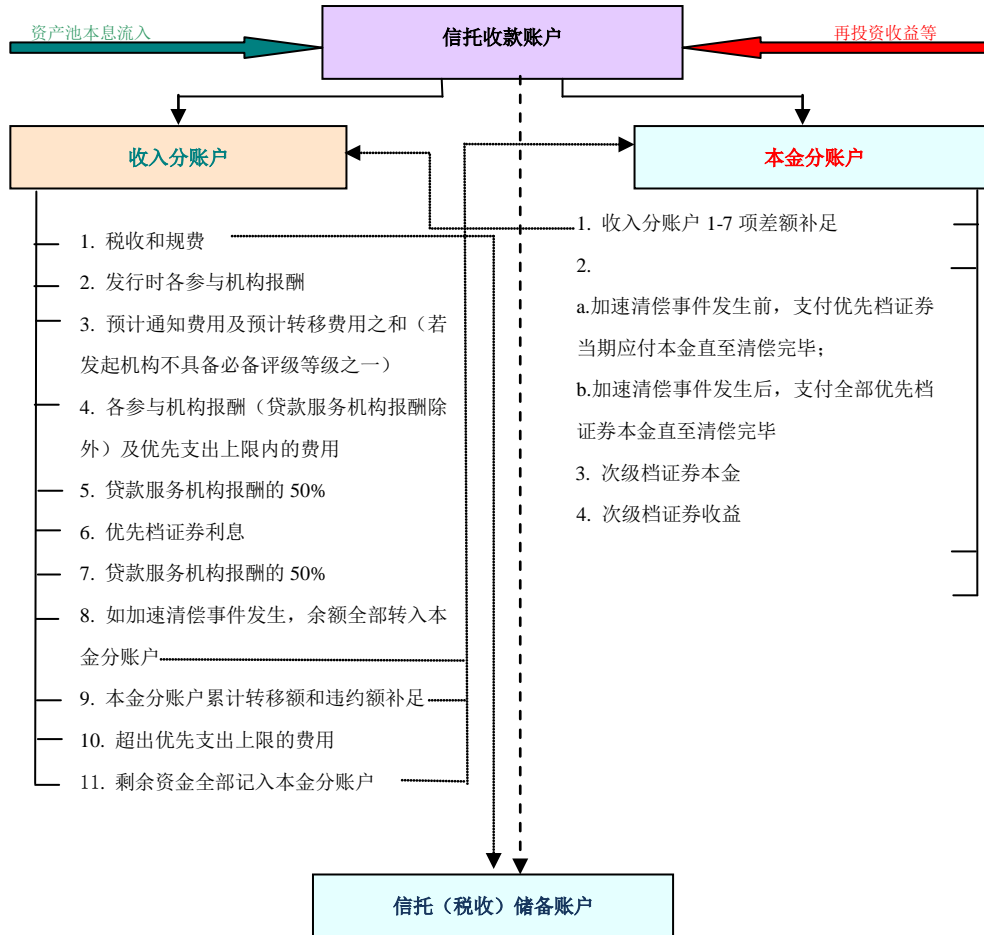 资产池本息流入
信托收款账户
再投资收益等
收入分账户
本金分账户
1. 税收和规费
2. 发行时各参与机构报酬
3. 预计通知费用及预计转移费用之和（若
发起机构不具备必备评级等级之一）
4. 各参与机构报酬（贷款服务机构报酬除
外）及优先支出上限内的费用
5. 贷款服务机构报酬的 50%
6. 优先档证券利息
7. 贷款服务机构报酬的 50%
8. 如加速清偿事件发生，余额全部转入本
金分账户
9. 本金分账户累计转移额和违约额补足
10. 超出优先支出上限的费用
11. 剩余资金全部记入本金分账户
1. 收入分账户 1-7 项差额补足
2.
a.加速清偿事件发生前，支付优先档证券
当期应付本金直至清偿完毕；
b.加速清偿事件发生后，支付全部优先档
证券本金直至清偿完毕
3. 次级档证券本金
4. 次级档证券收益
信托（税收）储备账户